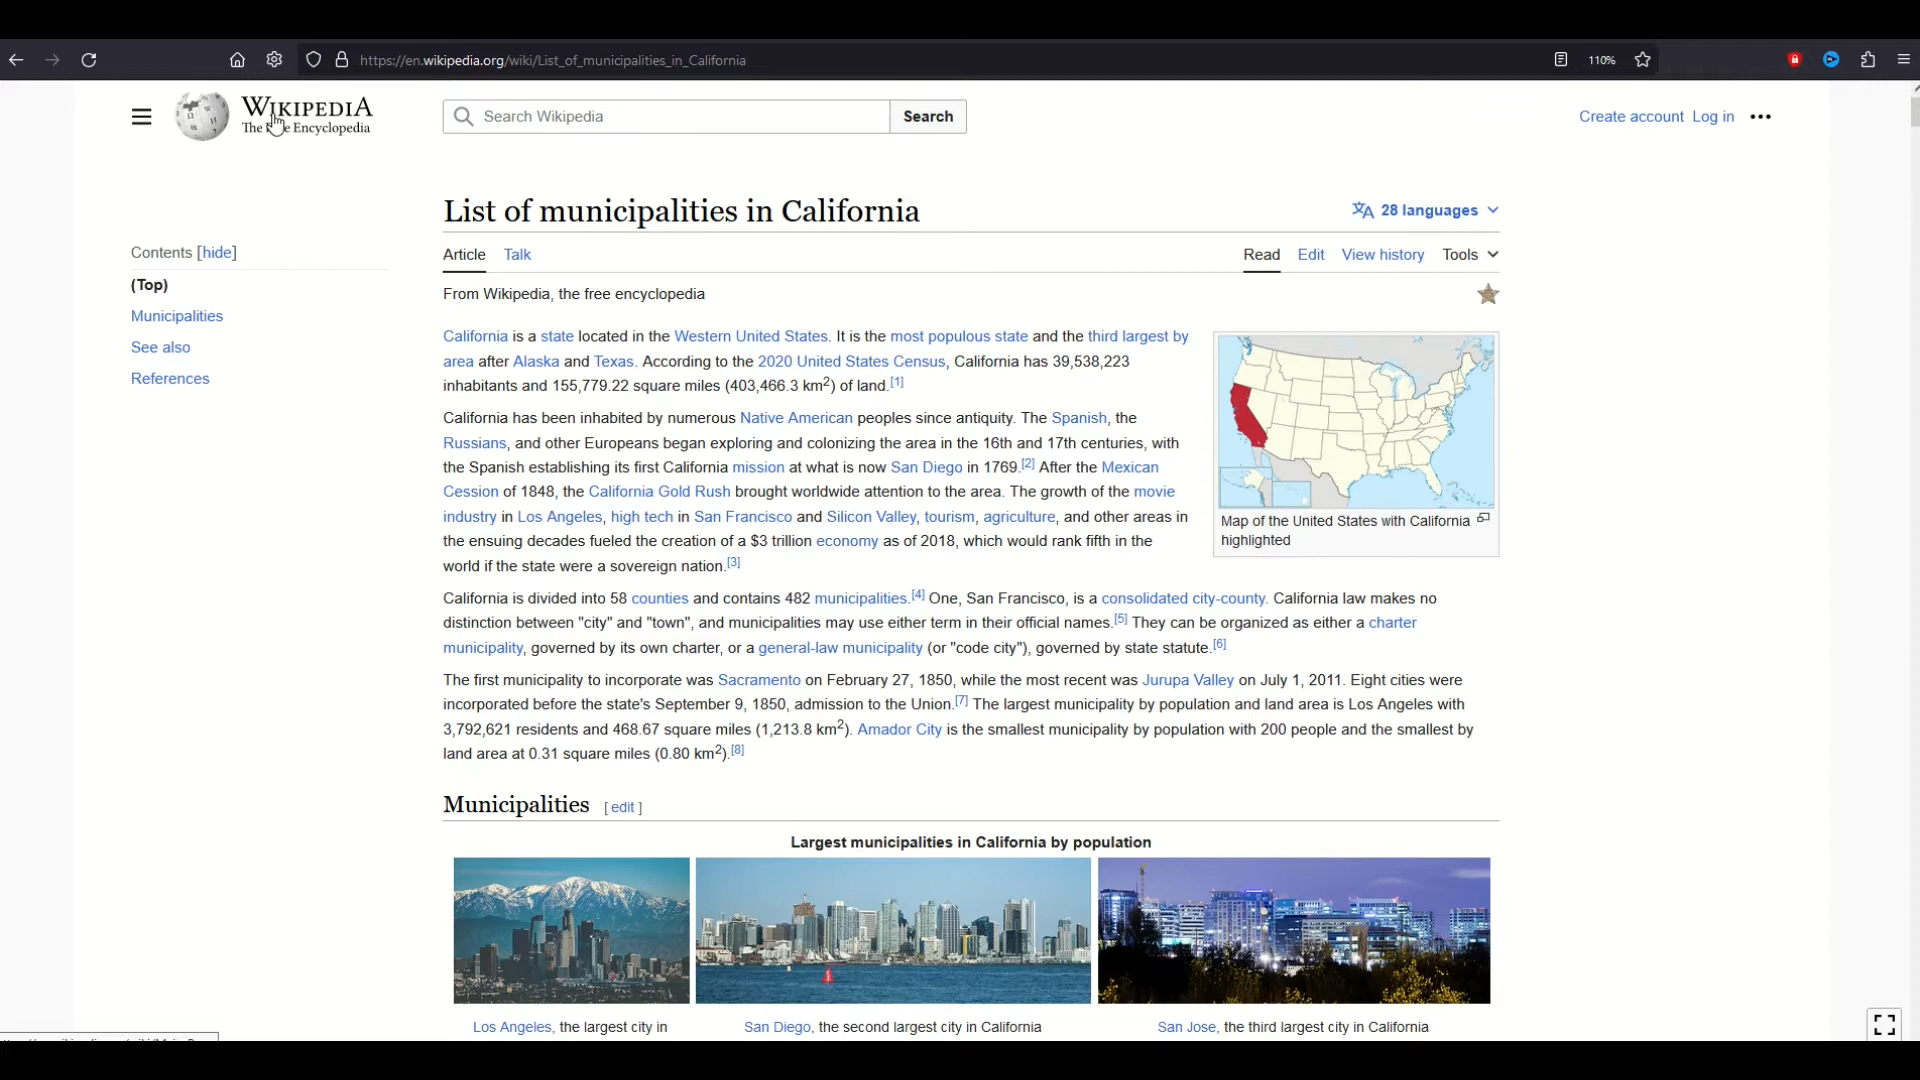 https://en.wikipedia.org/wiki/List_of_municipalities_in_California
110%
WIKIPEDIA
The Free Encyclopedia
Search Wikipedia
Search
Create account Log in
List of municipalities in California
28 languages
Contents [hide]
(Top)
Municipalities
See also
References
Article Talk
Read Edit View history Tools
From Wikipedia, the free encyclopedia
California is a state located in the Western United States. It is the most populous state and the third largest by
area after Alaska and Texas. According to the 2020 United States Census, California has 39,538,223
inhabitants and 155,779.22 square miles (403,466.3 km2) of land.[1]
California has been inhabited by numerous Native American peoples since antiquity. The Spanish, the
Russians, and other Europeans began exploring and colonizing the area in the 16th and 17th centuries, with
the Spanish establishing its first California mission at what is now San Diego in 1769.[2] After the Mexican
Cession of 1848, the California Gold Rush brought worldwide attention to the area. The growth of the movie
industry in Los Angeles, high tech in San Francisco and Silicon Valley, tourism, agriculture, and other areas in
the ensuing decades fueled the creation of a $3 trillion economy as of 2018, which would rank fifth in the
world if the state were a sovereign nation.[3]
Map of the United States with California
highlighted
California is divided into 58 counties and contains 482 municipalities.[4] One, San Francisco, is a consolidated city-county. California law makes no
distinction between "city" and "town", and municipalities may use either term in their official names.[5] They can be organized as either a charter
municipality, governed by its own charter, or a general-law municipality (or "code city"), governed by state statute.[6]
The first municipality to incorporate was Sacramento on February 27, 1850, while the most recent was Jurupa Valley on July 1, 2011. Eight cities were
incorporated before the state's September 9, 1850, admission to the Union.[7] The largest municipality by population and land area is Los Angeles with
3,792,621 residents and 468.67 square miles (1,213.8 km2). Amador City is the smallest municipality by population with 200 people and the smallest by
land area at 0.31 square miles (0.80 km2).[8]
Municipalities [ edit ]
Largest municipalities in California by population
Los Angeles, the largest city in
San Diego, the second largest city in California
San Jose, the third largest city in California